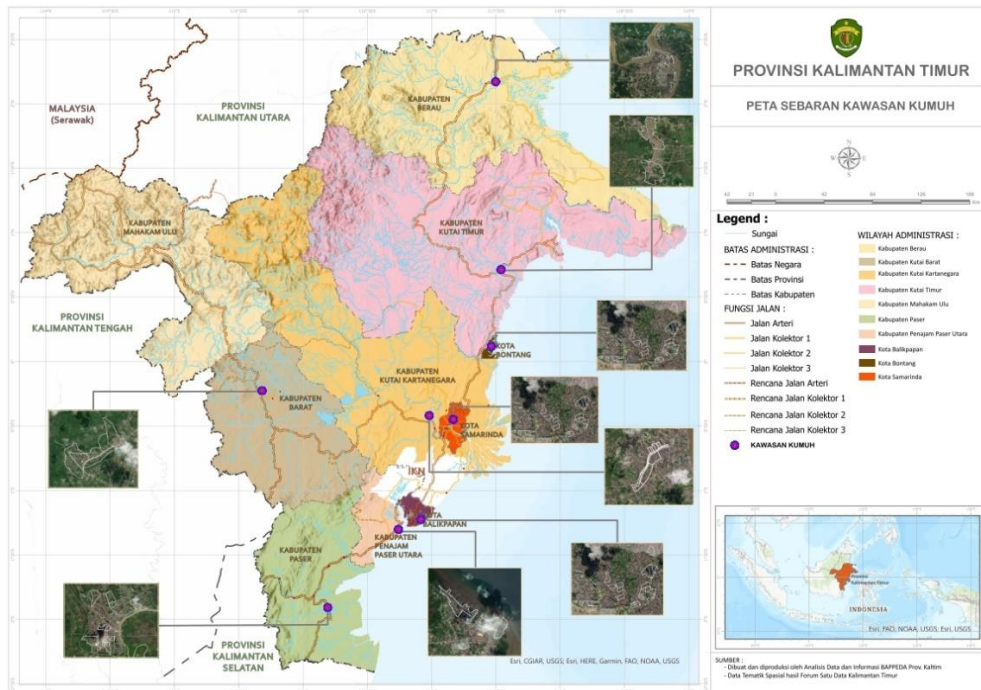 MALAYSIA
(Serawak)
PROVINSI
KALIMANTAN UTARA
KABUPATEN
BERAU
KABUPATEN
MAHAKAM ULU
KABUPATEN
KUTAI TIMUR
PROVINSI
KALIMANTAN TENGAH
KOTA
BONTANG
KABUPATEN
KUTAI KARTANEGARA
KABUPATEN
BARAT
KOTA
SAMARINDA
IKN
KOTA
BALIKPAPAN
KABUPATEN
PENAJAM
PASER UTARA
KABUPATEN
PASER
PROVINSI
KALIMANTAN
SELATAN
Esri, CGIAR, USGS; Esri, HERE, Garmin, FAO, NOAA, USGS
PROVINSI KALIMANTAN TIMUR
PETA SEBARAN KAWASAN KUMUH
N
W
E
S
Km
Legend :
Sungai
BATAS ADMINISTRASI :
Batas Negara
Batas Provinsi
Batas Kabupaten
FUNGSI JALAN :
Jalan Arteri
Jalan Kolektor 1
Jalan Kolektor 2
Jalan Kolektor 3
Rencana Jalan Arteri
Rencana Jalan Kolektor 1
Rencana Jalan Kolektor 2
Rencana Jalan Kolektor 3
KAWASAN KUMUH
WILAYAH ADMINISTRASI :
Kabupaten Berau
Kabupaten Kutai Barat
Kabupaten Kutai Kartanegara
Kabupaten Kutai Timur
Kabupaten Mahakam Ulu
Kabupaten Paser
Kabupaten Penajam Paser Utara
Kota Balikpapan
Kota Bontang
Kota Samarinda
Provinsi
Kalimantan Timur
INDONESIA
Esri, FAO, NOAA, USGS; Esri, USGS
SUMBER :
- Dibuat dan diproduksi oleh Analisis Data dan Informasi BAPPEDA Prov. Kaltim
- Data Tematik Spasial hasil Forum Satu Data Kalimantan Timur